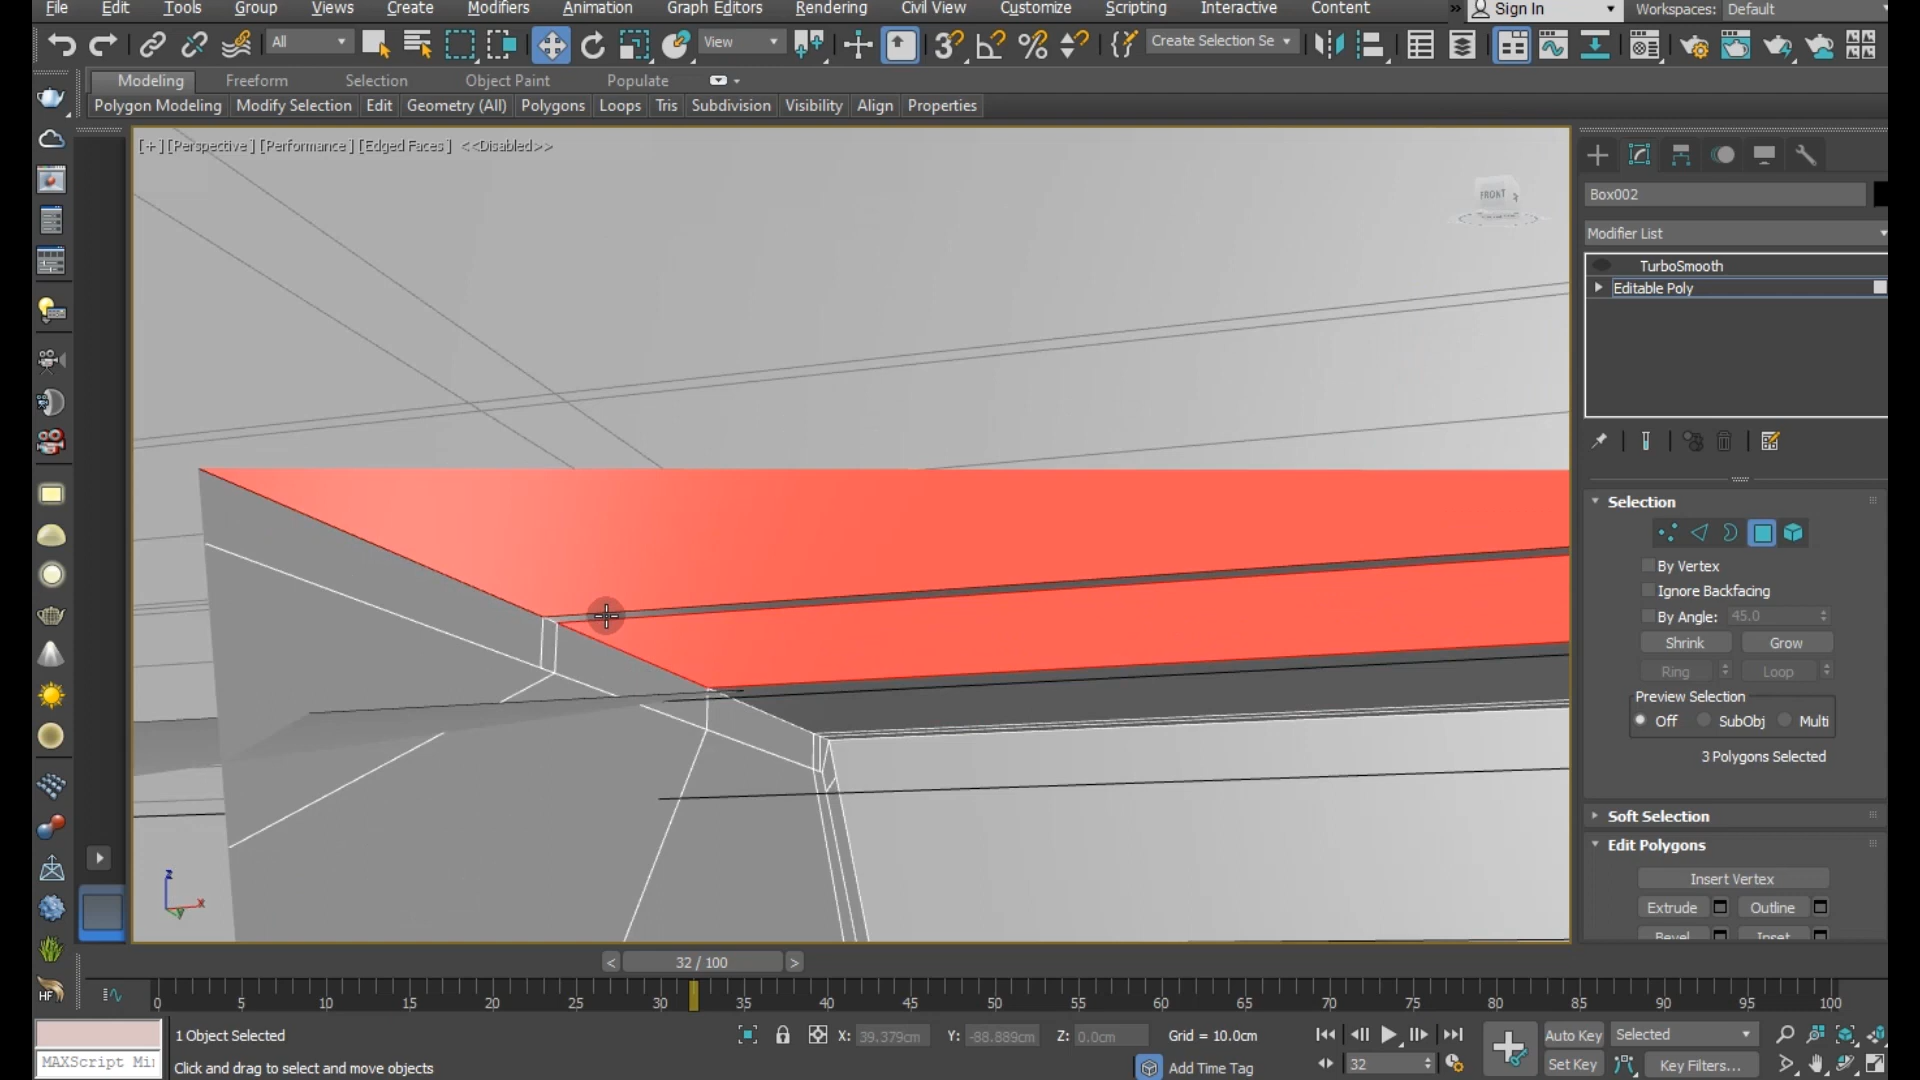 File Edit Tools Group Views Create Modifiers Animation Graph Editors Rendering Civil View Customize Scripting Interactive Content Sign In Workspaces: Default
All View Create Selection Se
Modeling Freeform Selection Object Paint Populate
Polygon Modeling Modify Selection Edit Geometry (All) Polygons Loops Tris Subdivision Visibility Align Properties
[+][Perspective][Performance][Edged Faces] <<Disabled>>
FRONT
Box002
Modifier List
TurboSmooth
Editable Poly
Selection
By Vertex
Ignore Backfacing
By Angle: 45.0
Shrink Grow
Ring Loop
Preview Selection
Off SubObj Multi
3 Polygons Selected
Soft Selection
Edit Polygons
Insert Vertex
Extrude Outline
Bevel Inset
z
x
y
HF
< 32 / 100 >
0 5 10 15 20 25 30 35 40 45 50 55 60 65 70 75 80 85 90 95 100
1 Object Selected X: 39.379cm Y: -88.889cm Z: 0.0cm Grid = 10.0cm Auto Key Selected
MAXScript Mi Click and drag to select and move objects Add Time Tag 32 Set Key Key Filters...